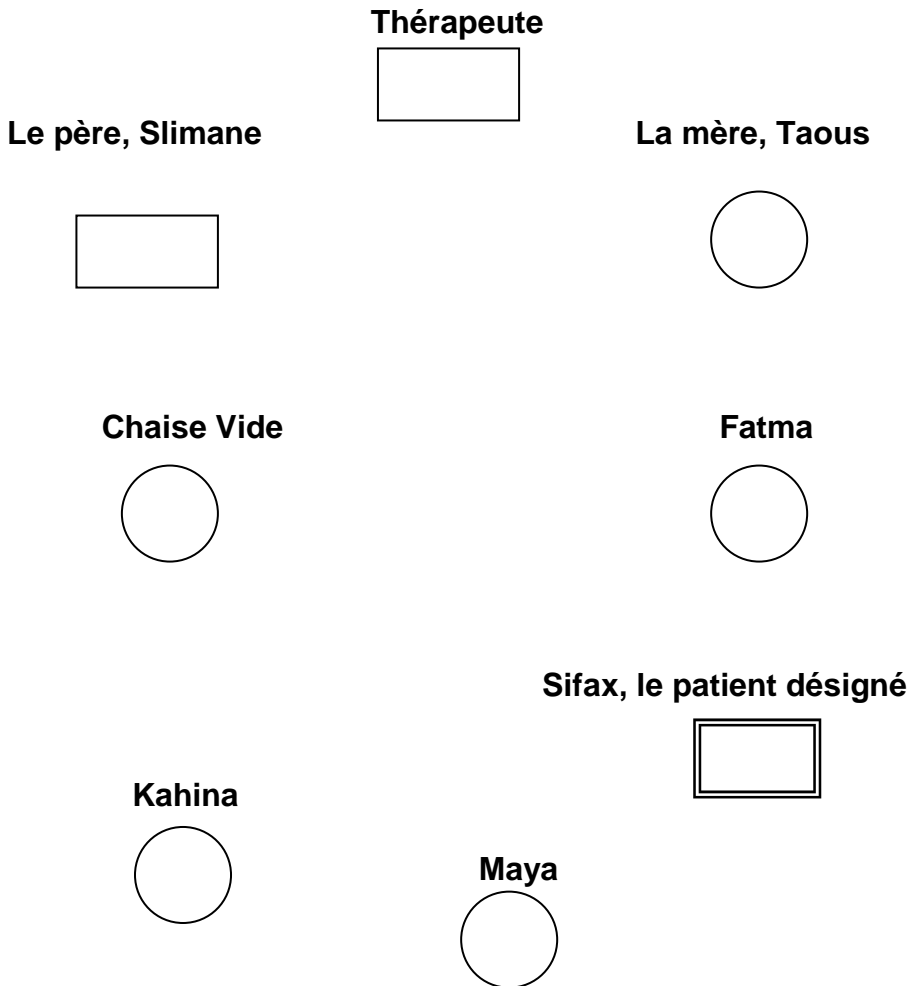 Thérapeute
Le père, Slimane
La mère, Taous
Chaise Vide
Fatma
Sifax, le patient désigné
Kahina
Maya